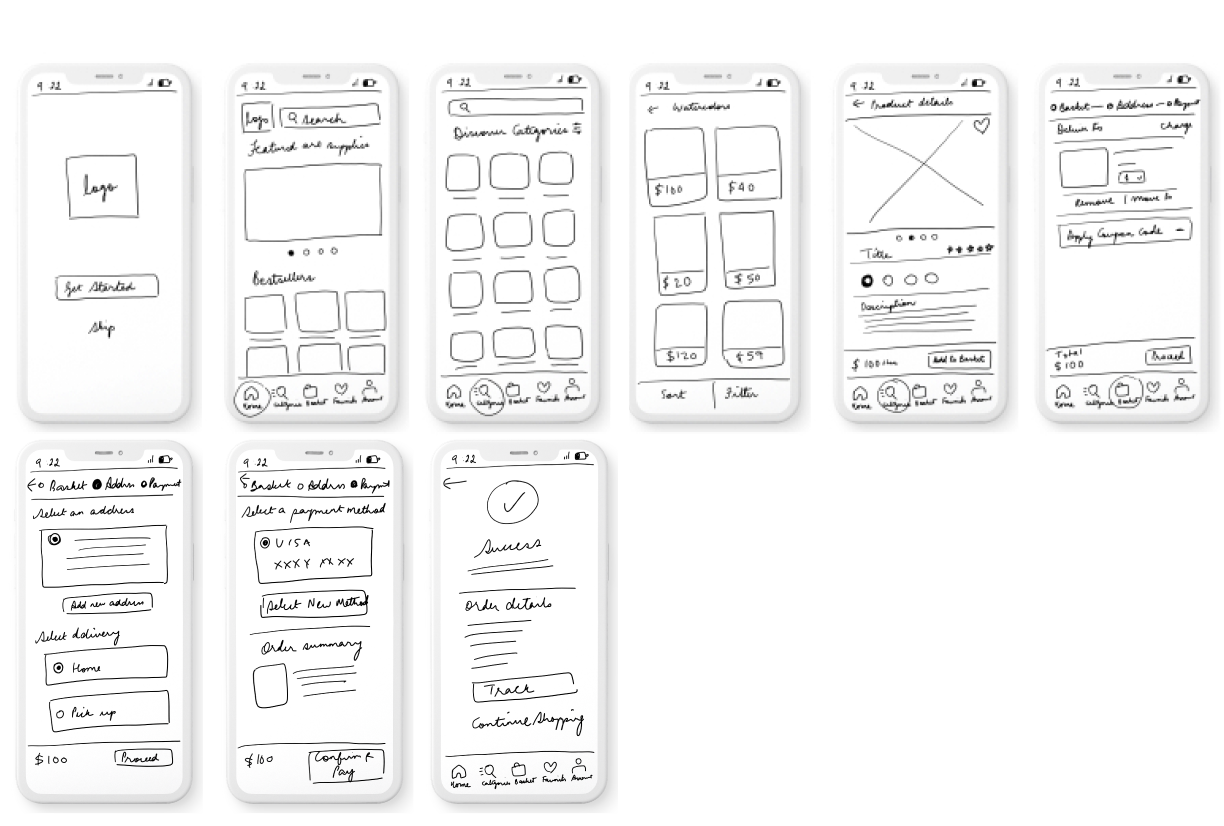 9 22
Logo
Get Started
Skip
9 22
Logo
Search
Featured are supplies
Bestsellers
Home Categories Basket Favourits Account
9 22
Discover Categories
Home Categories Basket Favourits Account
9 22
← Watercolors
$100 $40
$20 $50
$120 $59
Sort | Filter
9 22
← Product details
Title
Description
$ 100 Add to Basket
Home Categories Basket Favourits Account
9 22
Basket — Address — Payment
Deliver to Change
$
Remove | Move to
Apply Coupon Code
Total
$100 Proceed
Home Categories Basket Favourits Account
9 22
← Basket Address Payment
Select an address
Add new address
Select delivery
Home
Pick up
$100 Proceed
9 22
Basket Address Payment
Select a payment method
VISA
XXXX XXXX
Select New Method
Order summary
$100 Confirm &
Pay
9 22
←
Success
Order details
Track
Continue Shopping
Home Categories Basket Favourits Account